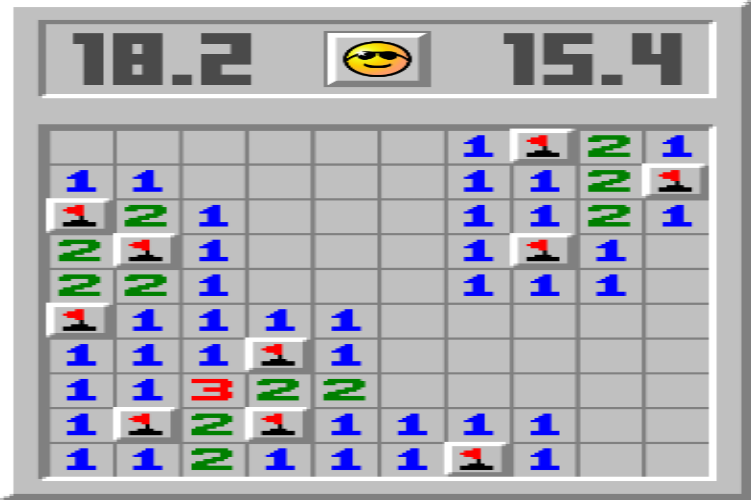 18.2 15.4
1 2 1
1 1 1 1 2
2 1 1 1 2 1
2 1 1 1
2 2 1 1 1 1
1 1 1 1
1 1 1 1
1 1 3 2 2
1 2 1 1 1 1
1 1 2 1 1 1 1